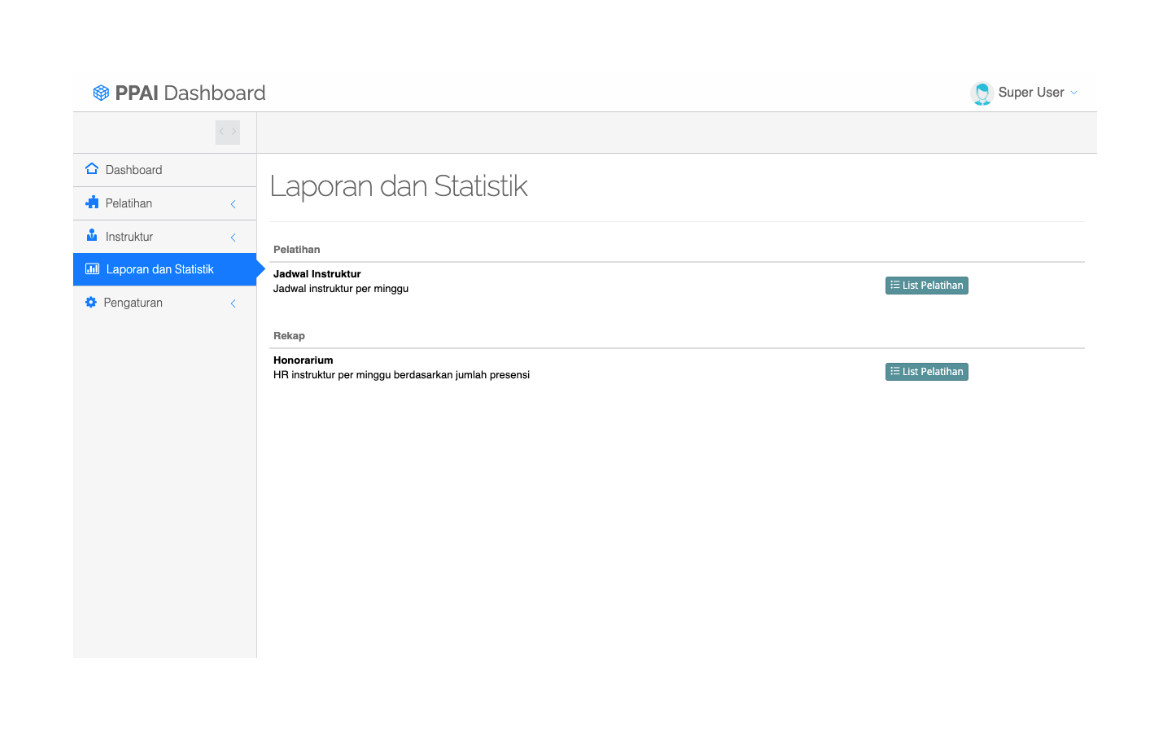 PPAI Dashboard
Super User
Dashboard
Pelatihan
Instruktur
Laporan dan Statistik
Pengaturan
Laporan dan Statistik
Pelatihan
Jadwal Instruktur
Jadwal instruktur per minggu
List Pelatihan
Rekap
Honorarium
HR instruktur per minggu berdasarkan jumlah presensi
List Pelatihan